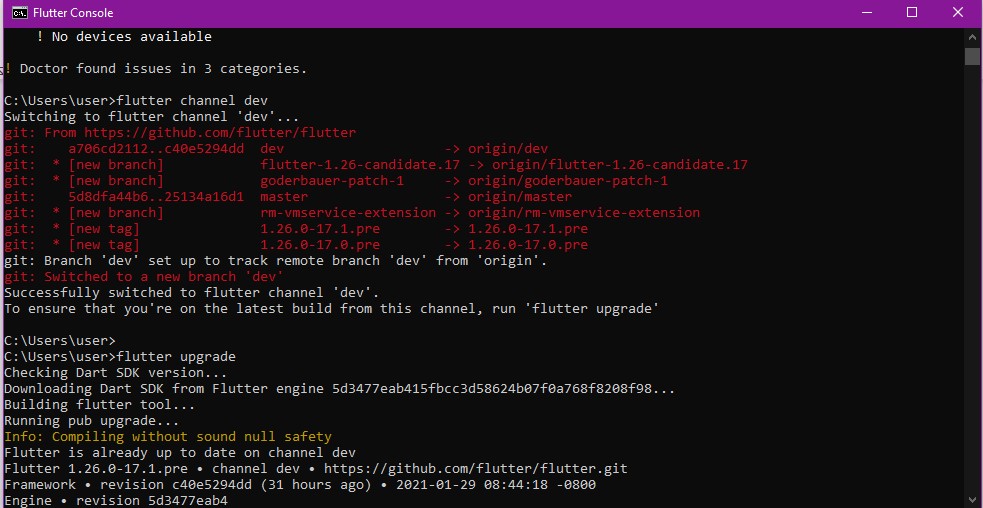 Flutter Console
! No devices available
! Doctor found issues in 3 categories.
C:\Users\user>flutter channel dev
Switching to flutter channel 'dev'...
git: From https://github.com/flutter/flutter
git:    a706cd2112..c40e5294dd  dev                    -> origin/dev
git:  * [new branch]            flutter-1.26-candidate.17 -> origin/flutter-1.26-candidate.17
git:  * [new branch]            goderbauer-patch-1     -> origin/goderbauer-patch-1
git:    5d8dfa44b6..25134a16d1  master                 -> origin/master
git:  * [new branch]            rm-vmservice-extension -> origin/rm-vmservice-extension
git:  * [new tag]               1.26.0-17.1.pre        -> 1.26.0-17.1.pre
git:  * [new tag]               1.26.0-17.0.pre        -> 1.26.0-17.0.pre
git: Branch 'dev' set up to track remote branch 'dev' from 'origin'.
git: Switched to a new branch 'dev'
Successfully switched to flutter channel 'dev'.
To ensure that you're on the latest build from this channel, run 'flutter upgrade'
C:\Users\user>
C:\Users\user>flutter upgrade
Checking Dart SDK version...
Downloading Dart SDK from Flutter engine 5d3477eab415fbcc3d58624b07f0a768f8208f98...
Building flutter tool...
Running pub upgrade...
Info: Compiling without sound null safety
Flutter is already up to date on channel dev
Flutter 1.26.0-17.1.pre • channel dev • https://github.com/flutter/flutter.git
Framework • revision c40e5294dd (31 hours ago) • 2021-01-29 08:44:18 -0800
Engine • revision 5d3477eab4